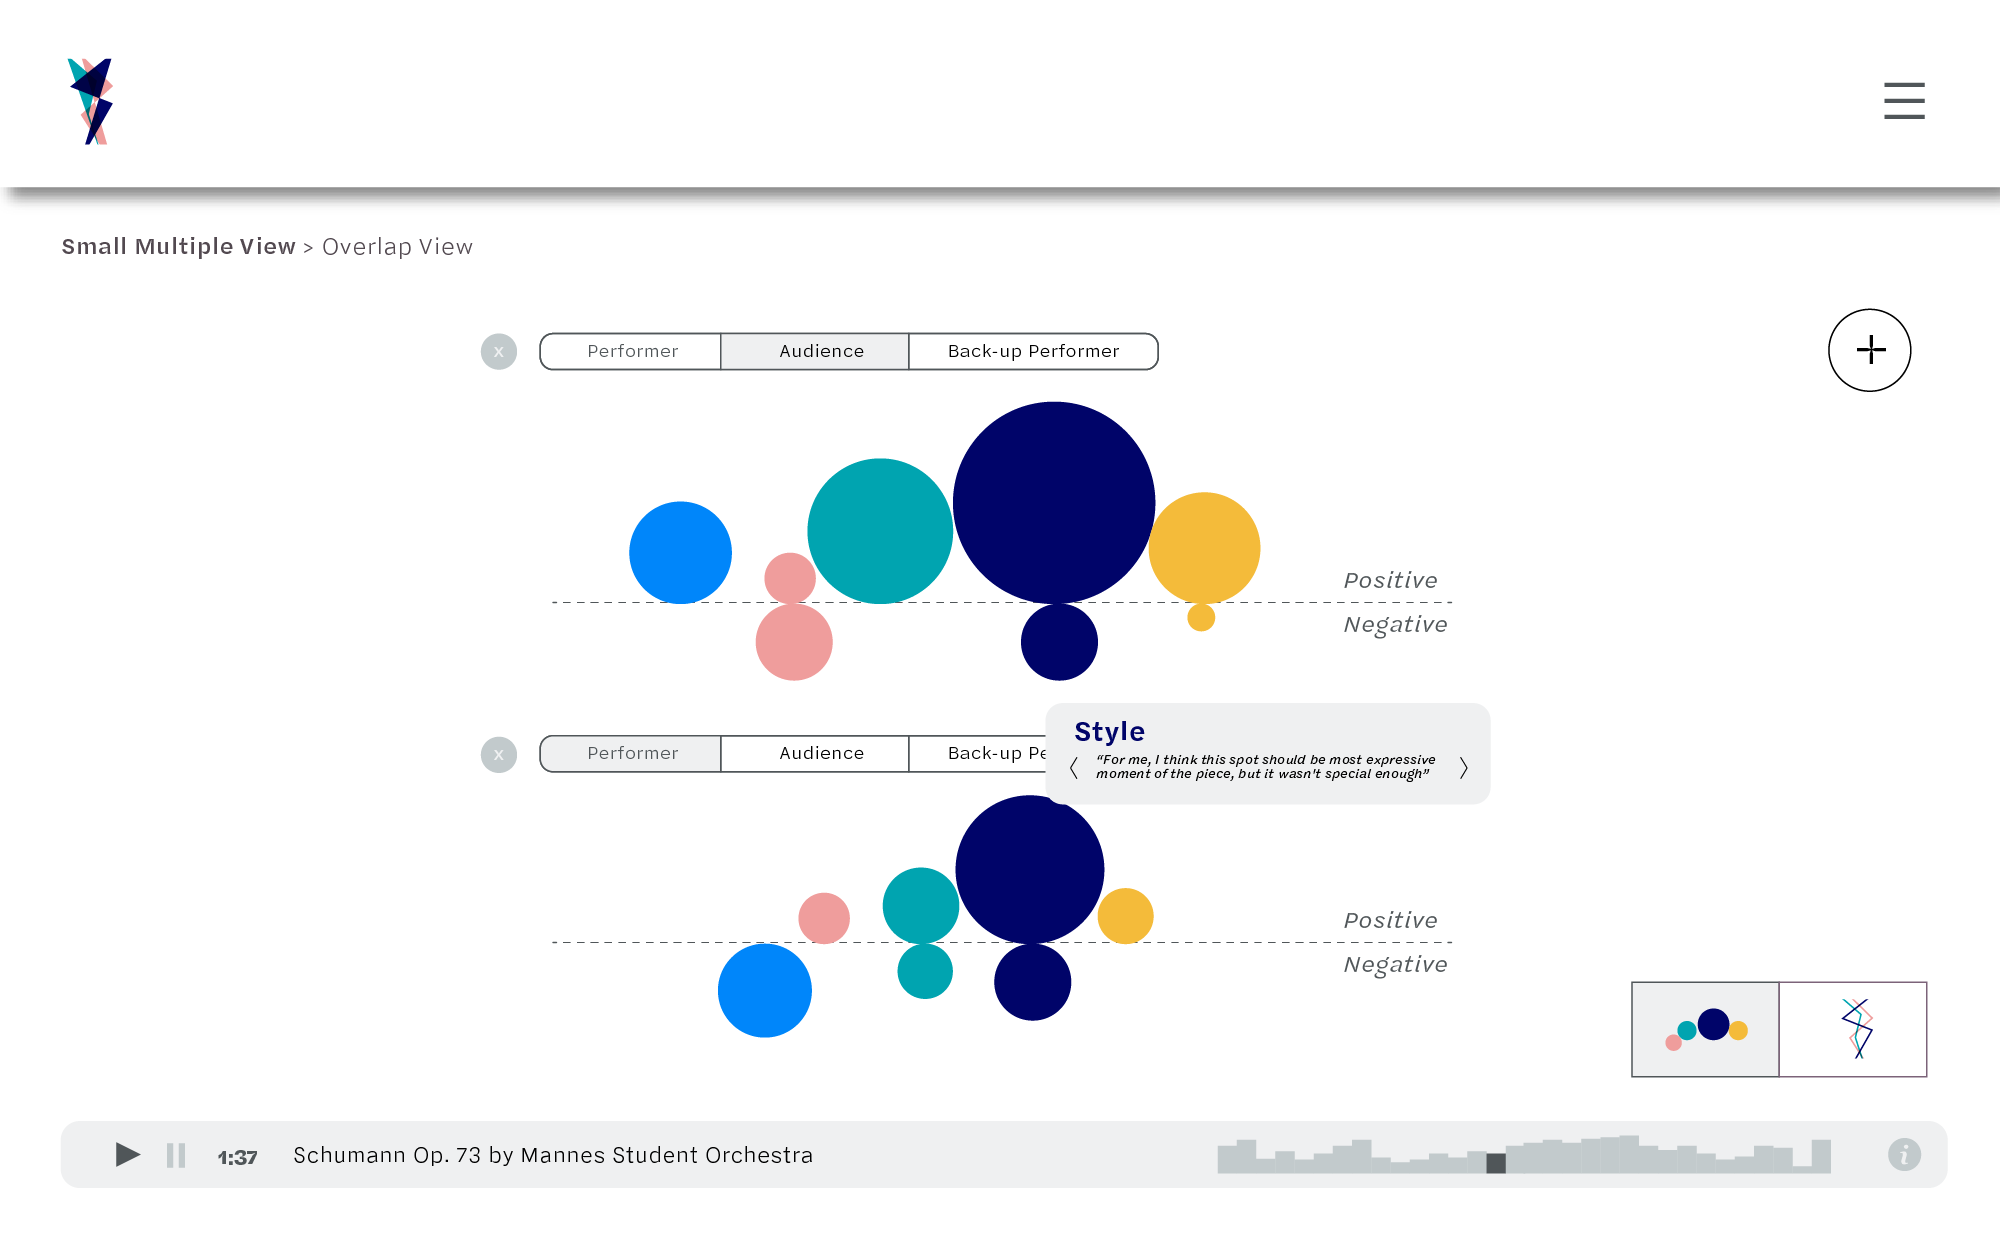 Small Multiple View > Overlap View
x Performer Audience Back-up Performer
Positive
Negative
x Performer Audience Back-up Pe
Style
“For me, I think this spot should be most expressive
moment of the piece, but it wasn't special enough”
Positive
Negative
1:37 Schumann Op. 73 by Mannes Student Orchestra i